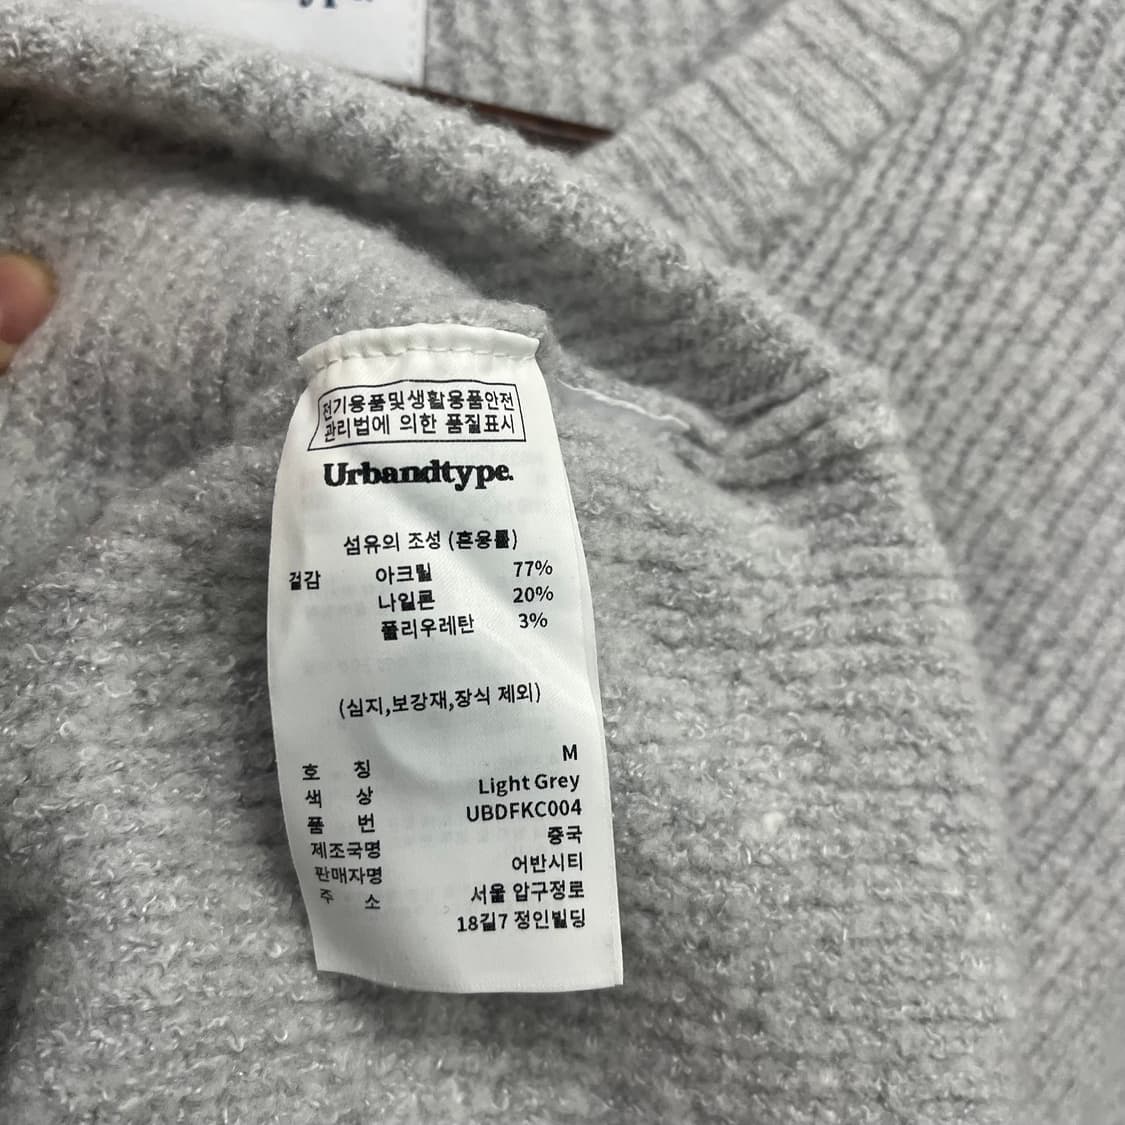 전기용품및생활용품안전
관리법에 의한 품질표시
Urbandtype.
섬유의 조성 (혼용률)
겉감 아크릴 77%
나일론 20%
폴리우레탄 3%
(심지,보강재,장식 제외)
호 칭 M
색 상 Light Grey
품 번 UBDFKC004
제조국명 중국
판매자명 어반시티
주 소 서울 압구정로
18길7 정인빌딩